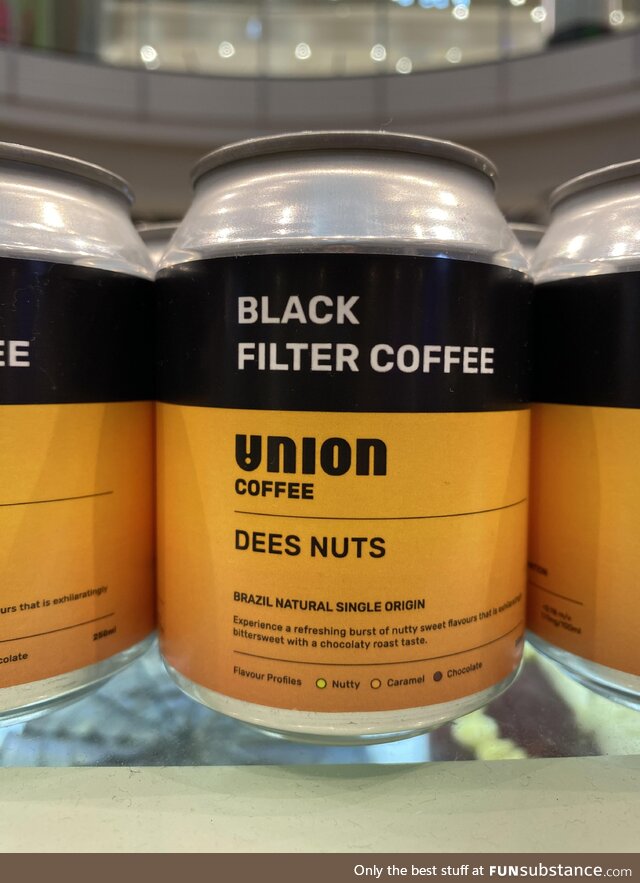 BLACK
FILTER COFFEE
UNION
COFFEE
DEES NUTS
BRAZIL NATURAL SINGLE ORIGIN
Experience a refreshing burst of nutty sweet flavours that is
bittersweet with a chocolaty roast taste.
Flavour Profiles Nutty Caramel Chocolate
EE
urs that is exhilaratingly
250ml
colate
Only the best stuff at FUNsubstance.com